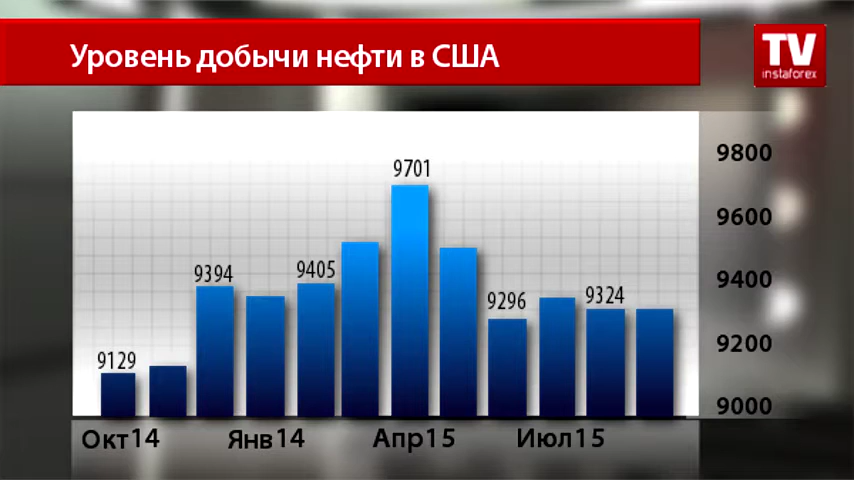 Уровень добычи нефти в США
TV
instaforex
9701
9394
9405
9296
9324
9129
9800
9600
9400
9200
9000
Окт14
Янв14
Апр15
Июл15